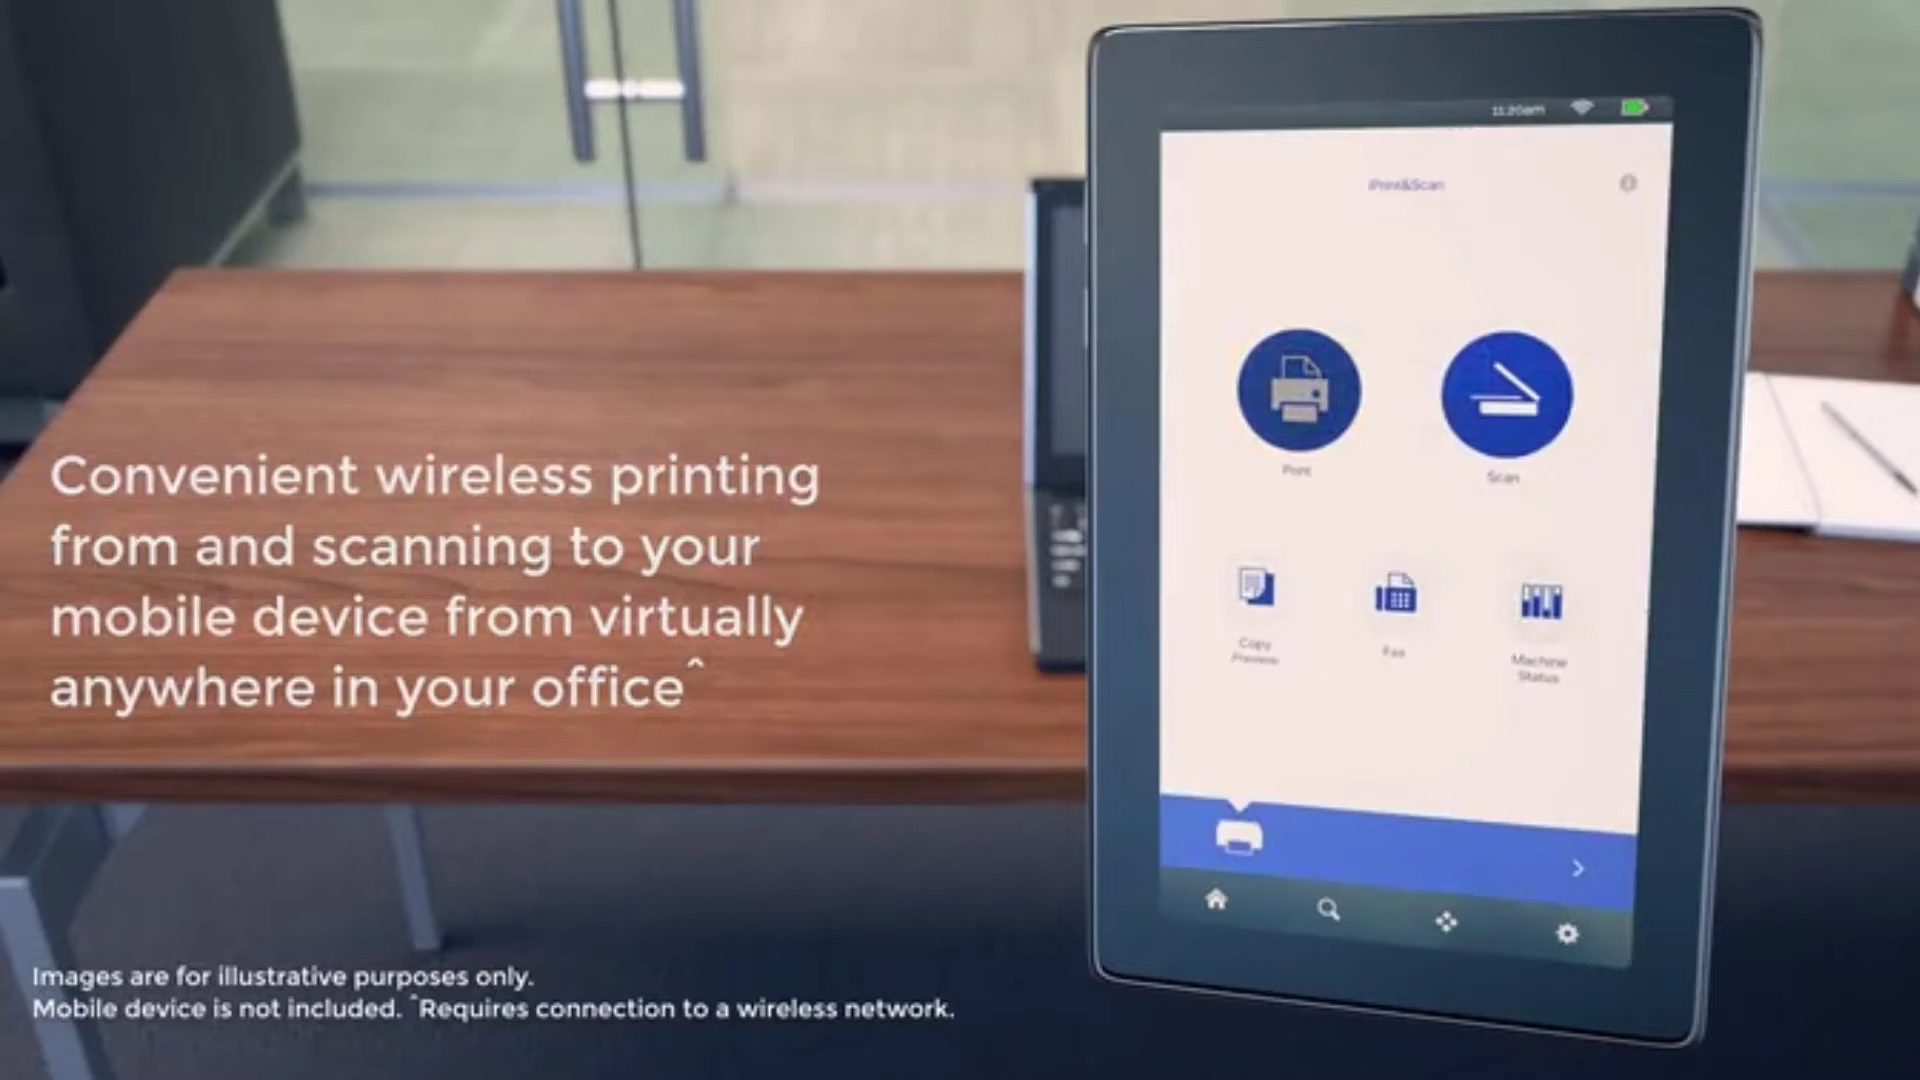 11:20am
iPrint&Scan
Print
Scan
Copy
Preview
Fax
Machine
Status
Convenient wireless printing
from and scanning to your
mobile device from virtually
anywhere in your office^
Images are for illustrative purposes only.
Mobile device is not included. ^Requires connection to a wireless network.